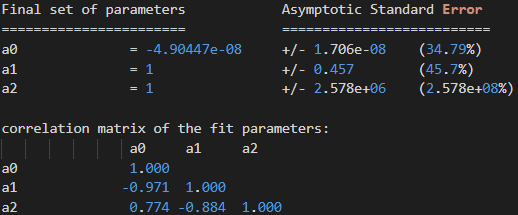 Final set of parameters            Asymptotic Standard Error
=======================            ==========================
a0              = -4.90447e-08     +/- 1.706e-08    (34.79%)
a1              = 1                +/- 0.457        (45.7%)
a2              = 1                +/- 2.578e+06    (2.578e+08%)
correlation matrix of the fit parameters:
                a0     a1     a2
a0              1.000
a1             -0.971  1.000
a2              0.774 -0.884  1.000